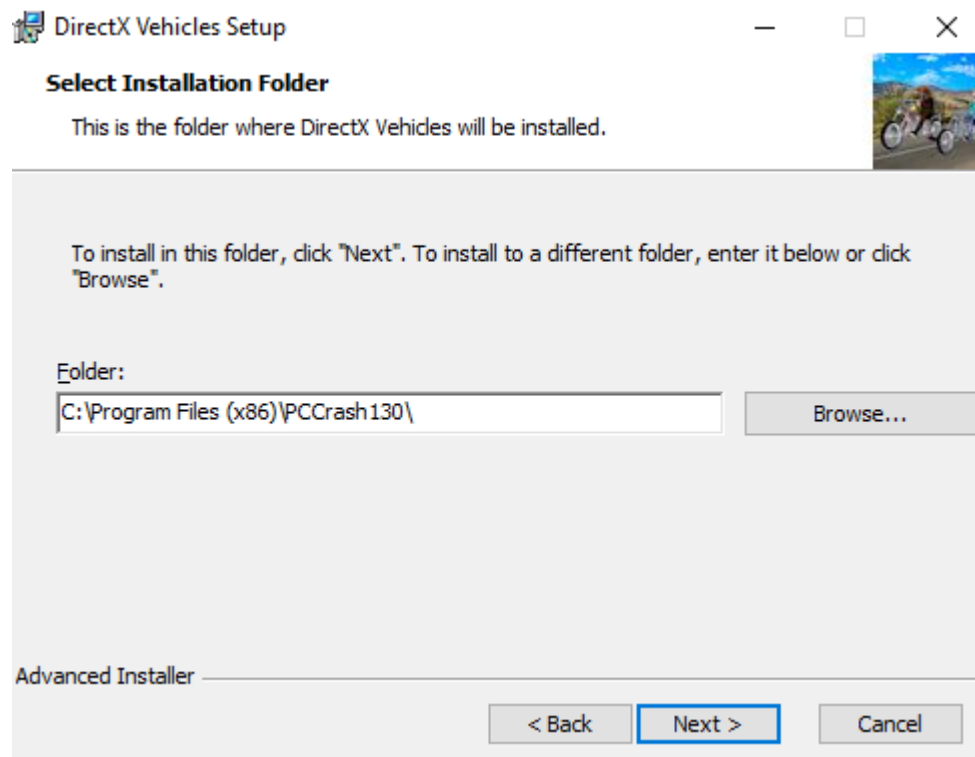 DirectX Vehicles Setup
Select Installation Folder
This is the folder where DirectX Vehicles will be installed.
To install in this folder, click "Next". To install to a different folder, enter it below or click
"Browse".
Folder:
C:\Program Files (x86)\PCCrash130\
Browse...
Advanced Installer
< Back
Next >
Cancel